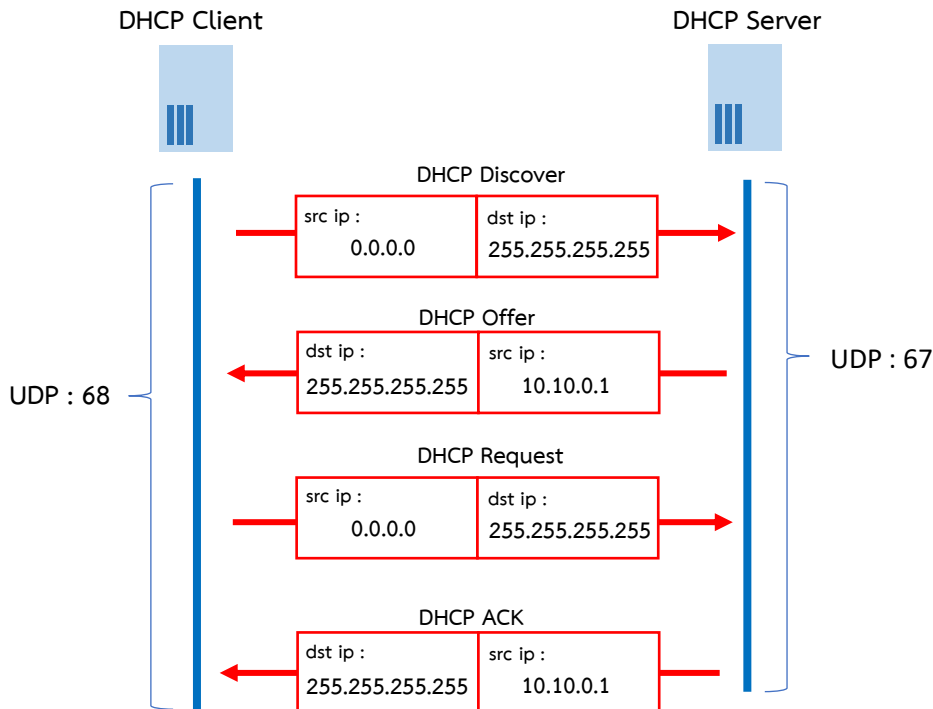 DHCP Client
DHCP Server
DHCP Discover
src ip :
0.0.0.0
dst ip :
255.255.255.255
DHCP Offer
dst ip :
255.255.255.255
src ip :
10.10.0.1
UDP : 68
UDP : 67
DHCP Request
src ip :
0.0.0.0
dst ip :
255.255.255.255
DHCP ACK
dst ip :
255.255.255.255
src ip :
10.10.0.1